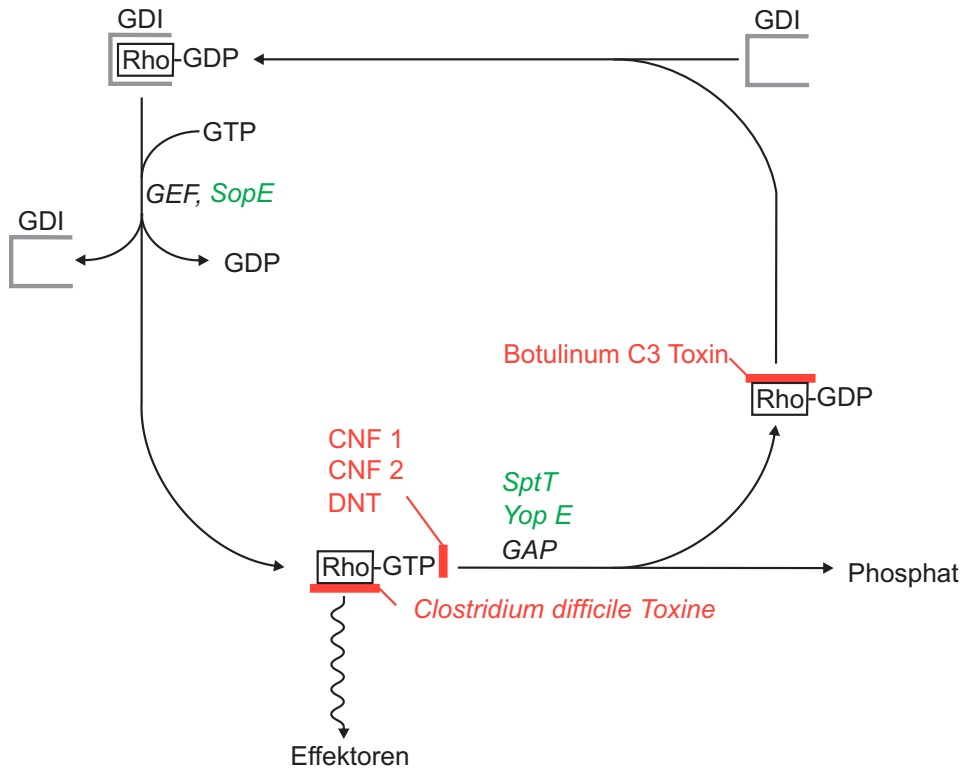 GDI
GDI
Rho-GDP
GTP
GEF, SopE
GDI
GDP
Botulinum C3 Toxin
Rho-GDP
CNF 1
CNF 2
DNT
SptT
Yop E
GAP
Rho-GTP
Phosphat
Clostridium difficile Toxine
Effektoren